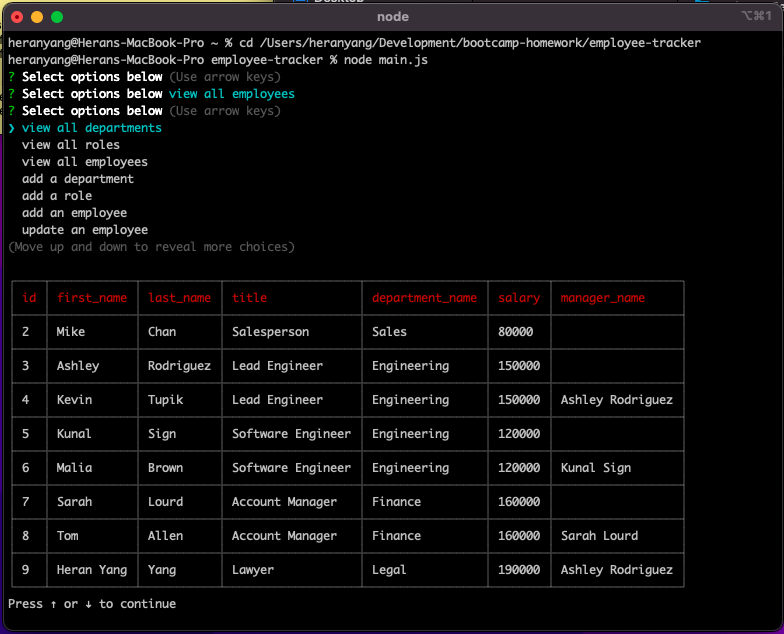 node
⌥⌘1
heranyang@Herans-MacBook-Pro ~ % cd /Users/heranyang/Development/bootcamp-homework/employee-tracker
heranyang@Herans-MacBook-Pro employee-tracker % node main.js
? Select options below (Use arrow keys)
? Select options below view all employees
? Select options below (Use arrow keys)
❯ view all departments
view all roles
view all employees
add a department
add a role
add an employee
update an employee
(Move up and down to reveal more choices)
id first_name last_name title department_name salary manager_name
2 Mike Chan Salesperson Sales 80000
3 Ashley Rodriguez Lead Engineer Engineering 150000
4 Kevin Tupik Lead Engineer Engineering 150000 Ashley Rodriguez
5 Kunal Sign Software Engineer Engineering 120000
6 Malia Brown Software Engineer Engineering 120000 Kunal Sign
7 Sarah Lourd Account Manager Finance 160000
8 Tom Allen Account Manager Finance 160000 Sarah Lourd
9 Heran Yang Yang Lawyer Legal 190000 Ashley Rodriguez
Press ↑ or ↓ to continue